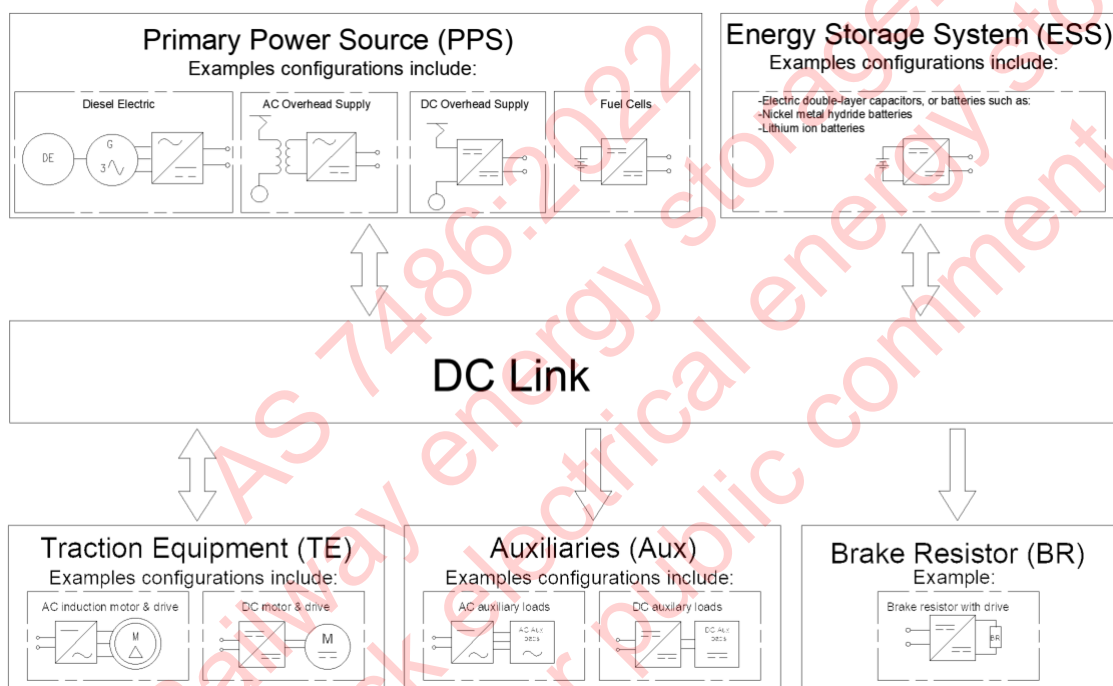 Primary Power Source (PPS)
Examples configurations include:
Diesel Electric
DE
G
3
AC Overhead Supply
DC Overhead Supply
Fuel Cells
Energy Storage System (ESS)
Examples configurations include:
-Electric double-layer capacitors, or batteries such as:
-Nickel metal hydride batteries
-Lithium ion batteries
DC Link
Traction Equipment (TE)
Examples configurations include:
AC induction motor & drive
M
DC motor & drive
M
Auxiliaries (Aux)
Examples configurations include:
AC auxiliary loads
AC Aux
DC auxilary loads
DC Aux
Brake Resistor (BR)
Example:
Brake resistor with drive
BR
AS 7486:2022
railway energy storage
electrical energy
public comment